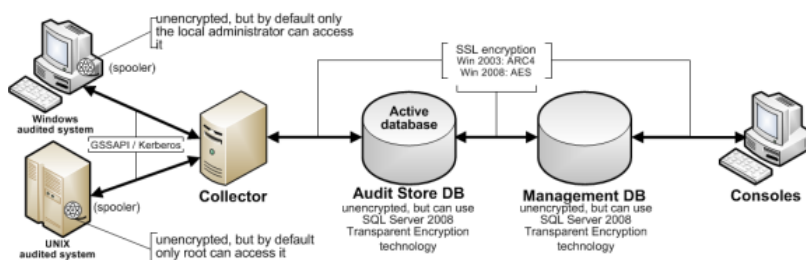 unencrypted, but by default only
the local administrator can access
it
(spooler)
Windows
audited system
GSSAPI / Kerberos
(spooler)
UNIX
audited system
unencrypted, but by default
only root can access it
Collector
SSL encryption
Win 2003: ARC4
Win 2008: AES
Active
database
Audit Store DB
unencrypted, but can use
SQL Server 2008
Transparent Encryption
technology
Management DB
unencrypted, but can use
SQL Server 2008
Transparent Encryption
technology
Consoles